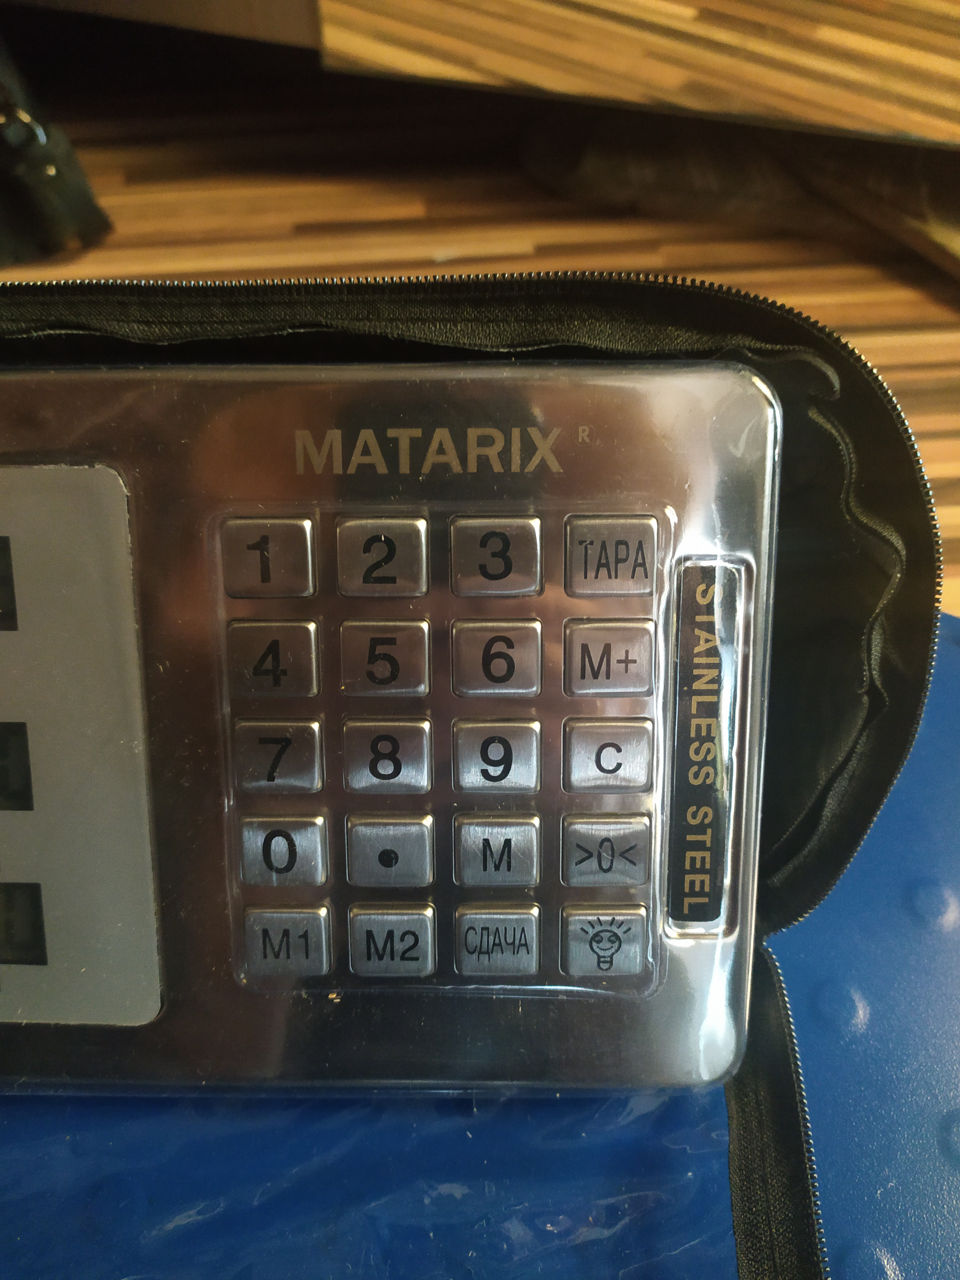 MATARIX R
1 2 3 ТАРА
4 5 6 M+
7 8 9 C
0 • M >0<
M1 M2 СДАЧА
STAINLESS STEEL